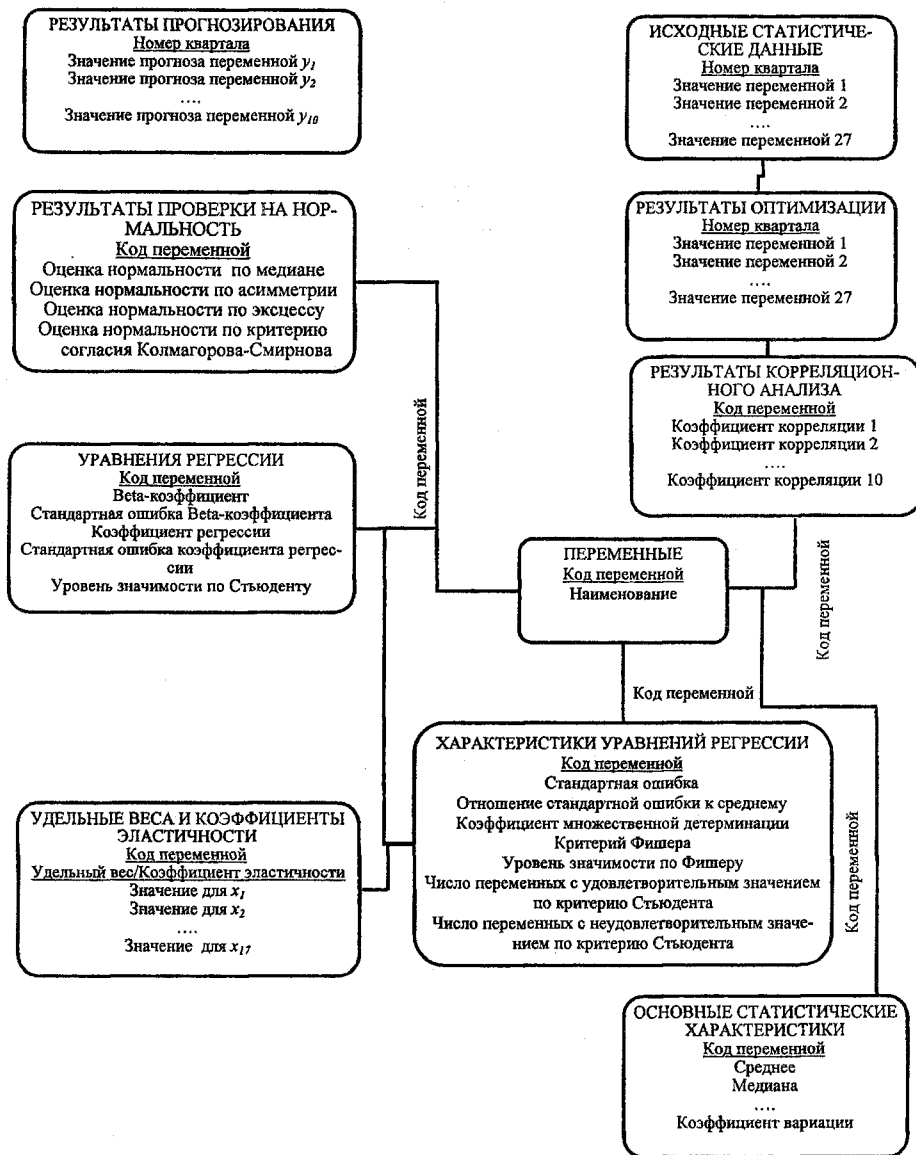 РЕЗУЛЬТАТЫ ПРОГНОЗИРОВАНИЯ
Номер квартала
Значение прогноза переменной y1
Значение прогноза переменной y2
....
Значение прогноза переменной y10
ИСХОДНЫЕ СТАТИСТИЧЕ-
СКИЕ ДАННЫЕ
Номер квартала
Значение переменной 1
Значение переменной 2
....
Значение переменной 27
РЕЗУЛЬТАТЫ ПРОВЕРКИ НА НОР-
МАЛЬНОСТЬ
Код переменной
Оценка нормальности по медиане
Оценка нормальности по асимметрии
Оценка нормальности по эксцессу
Оценка нормальности по критерию
согласия Колмагорова-Смирнова
РЕЗУЛЬТАТЫ ОПТИМИЗАЦИИ
Номер квартала
Значение переменной 1
Значение переменной 2
....
Значение переменной 27
РЕЗУЛЬТАТЫ КОРРЕЛЯЦИОН-
НОГО АНАЛИЗА
Код переменной
Коэффициент корреляции 1
Коэффициент корреляции 2
....
Коэффициент корреляции 10
Код переменной
УРАВНЕНИЯ РЕГРЕССИИ
Код переменной
Beta-коэффициент
Стандартная ошибка Beta-коэффициента
Коэффициент регрессии
Стандартная ошибка коэффициента регрес-
сии
Уровень значимости по Стьюденту
ПЕРЕМЕННЫЕ
Код переменной
Наименование
Код переменной
Код переменной
ХАРАКТЕРИСТИКИ УРАВНЕНИЙ РЕГРЕССИИ
Код переменной
Стандартная ошибка
Отношение стандартной ошибки к среднему
Коэффициент множественной детерминации
Критерий Фишера
Уровень значимости по Фишеру
Число переменных с удовлетворительным значением
по критерию Стьюдента
Число переменных с неудовлетворительным значе-
нием по критерию Стьюдента
УДЕЛЬНЫЕ ВЕСА И КОЭФФИЦИЕНТЫ
ЭЛАСТИЧНОСТИ
Код переменной
Удельный вес/Коэффициент эластичности
Значение для x1
Значение для x2
....
Значение для x17
Код переменной
ОСНОВНЫЕ СТАТИСТИЧЕСКИЕ
ХАРАКТЕРИСТИКИ
Код переменной
Среднее
Медиана
....
Коэффициент вариации